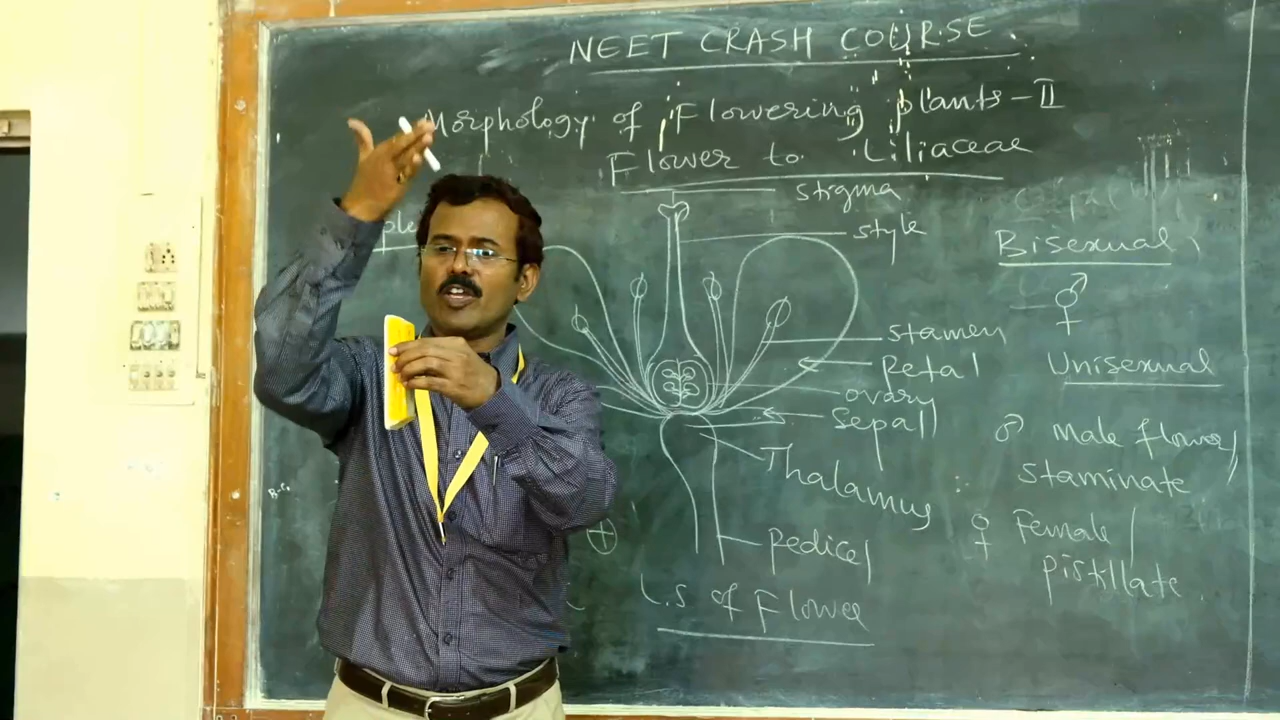 NEET CRASH COURSE
Morphology of Flowering plants-II
Flower to Liliaceae
stigma
style
stamen
Petal
ovary
Sepal
Thalamus
Pedicel
L.S of Flower
Bisexual
⚥
Unisexual
♂ Male flower/
staminate
♀ Female/
pistillate